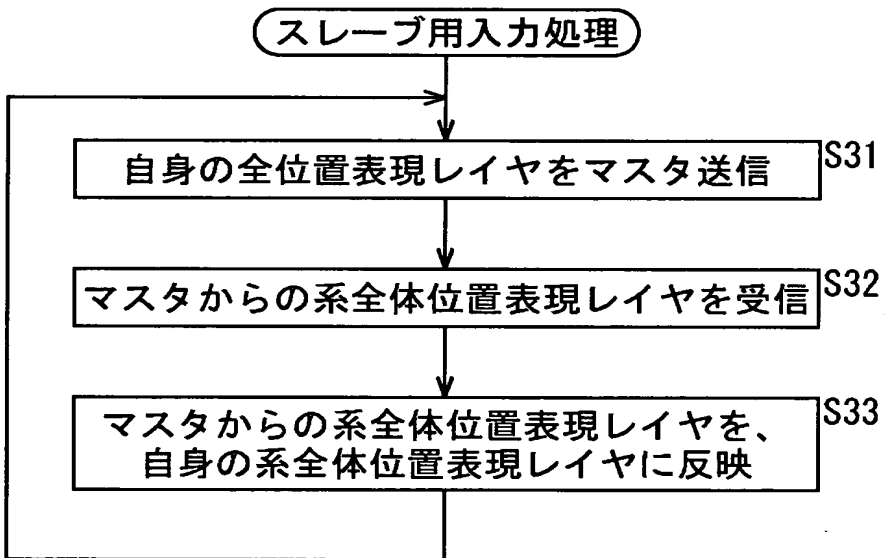 スレーブ用入力処理
自身の全位置表現レイヤをマスタ送信
S31
マスタからの系全体位置表現レイヤを受信
S32
マスタからの系全体位置表現レイヤを、
自身の系全体位置表現レイヤに反映
S33